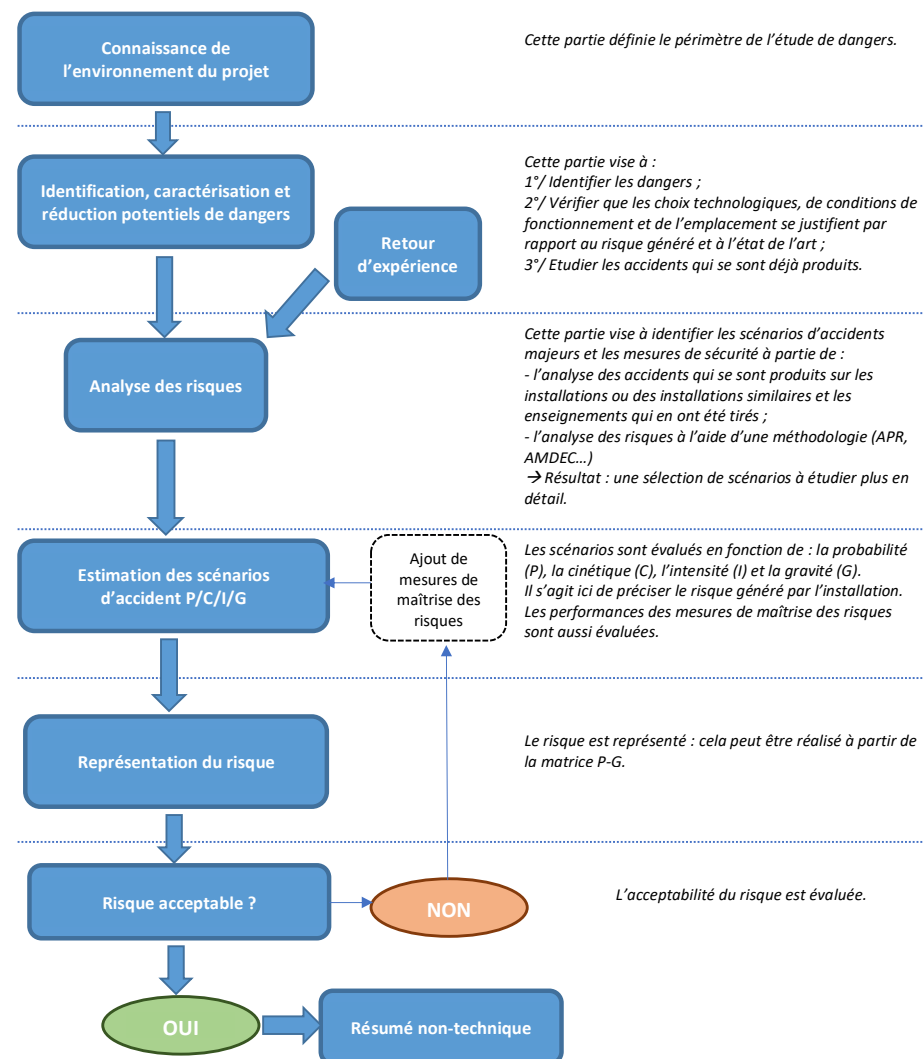 Connaissance de
l'environnement du projet
Cette partie définie le périmètre de l'étude de dangers.
Identification, caractérisation et
réduction potentiels de dangers
Retour
d'expérience
Cette partie vise à :
1°/ Identifier les dangers ;
2°/ Vérifier que les choix technologiques, de conditions de
fonctionnement et de l'emplacement se justifient par
rapport au risque généré et à l'état de l'art ;
3°/ Etudier les accidents qui se sont déjà produits.
Analyse des risques
Cette partie vise à identifier les scénarios d'accidents
majeurs et les mesures de sécurité à partie de :
- l'analyse des accidents qui se sont produits sur les
installations ou des installations similaires et les
enseignements qui en ont été tirés ;
- l'analyse des risques à l'aide d'une méthodologie (APR,
AMDEC...)
→ Résultat : une sélection de scénarios à étudier plus en
détail.
Estimation des scénarios
d'accident P/C/I/G
Ajout de
mesures de
maîtrise des
risques
Les scénarios sont évalués en fonction de : la probabilité
(P), la cinétique (C), l'intensité (I) et la gravité (G).
Il s'agit ici de préciser le risque généré par l'installation.
Les performances des mesures de maîtrise des risques
sont aussi évaluées.
Représentation du risque
Le risque est représenté : cela peut être réalisé à partir de
la matrice P-G.
Risque acceptable ?
NON
L'acceptabilité du risque est évaluée.
OUI
Résumé non-technique